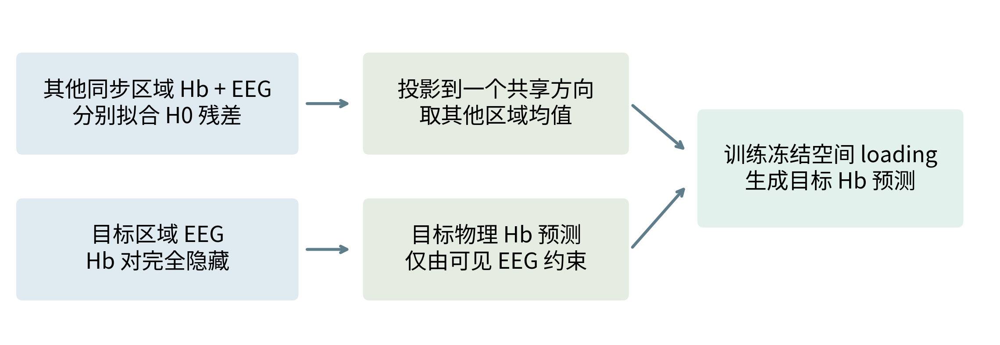 其他同步区域 Hb + EEG
分别拟合 H0 残差
投影到一个共享方向
取其他区域均值
目标区域 EEG
Hb 对完全隐藏
目标物理 Hb 预测
仅由可见 EEG 约束
训练冻结空间 loading
生成目标 Hb 预测